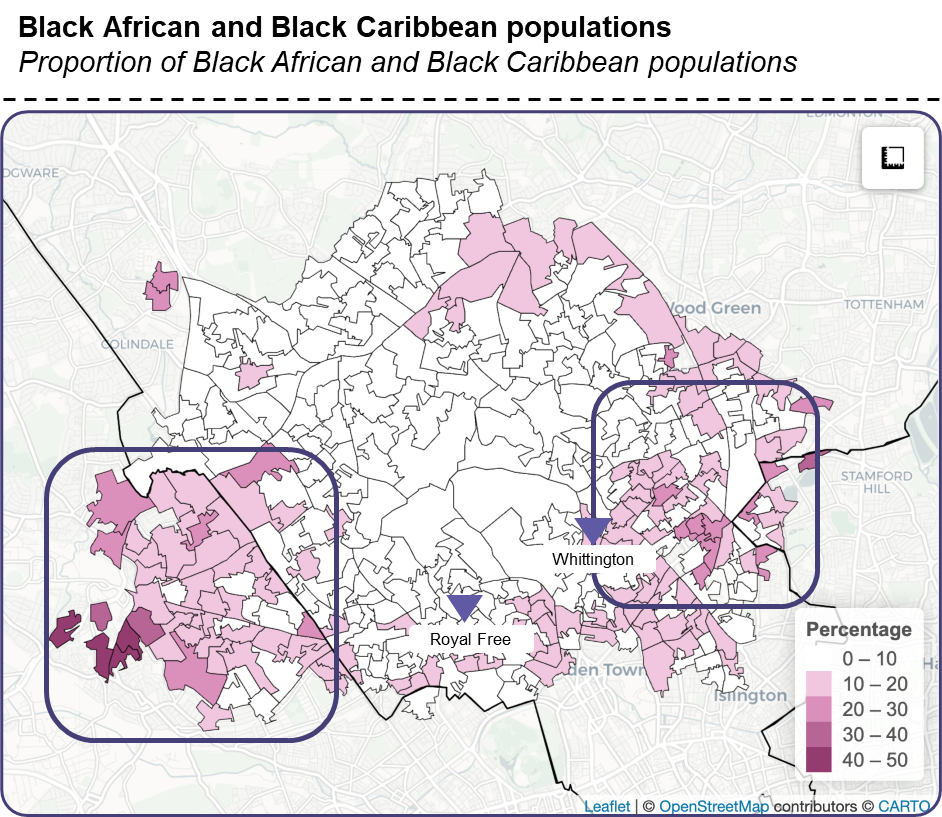 Black African and Black Caribbean populations
Proportion of Black African and Black Caribbean populations
EDMONTON
DGWARE
Wood Green
TOTTENHAM
COLINDALE
STAMFORD
HILL
Whittington
Royal Free
den Town
Islington
Ha
Percentage
0 – 10
10 – 20
20 – 30
30 – 40
40 – 50
Leaflet | © OpenStreetMap contributors © CARTO